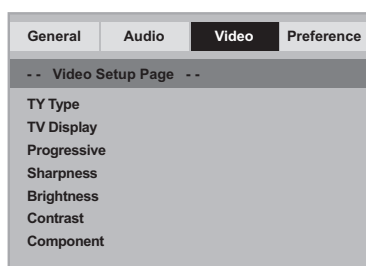 General Audio Video Preference
- - Video Setup Page - -
TY Type
TV Display
Progressive
Sharpness
Brightness
Contrast
Component